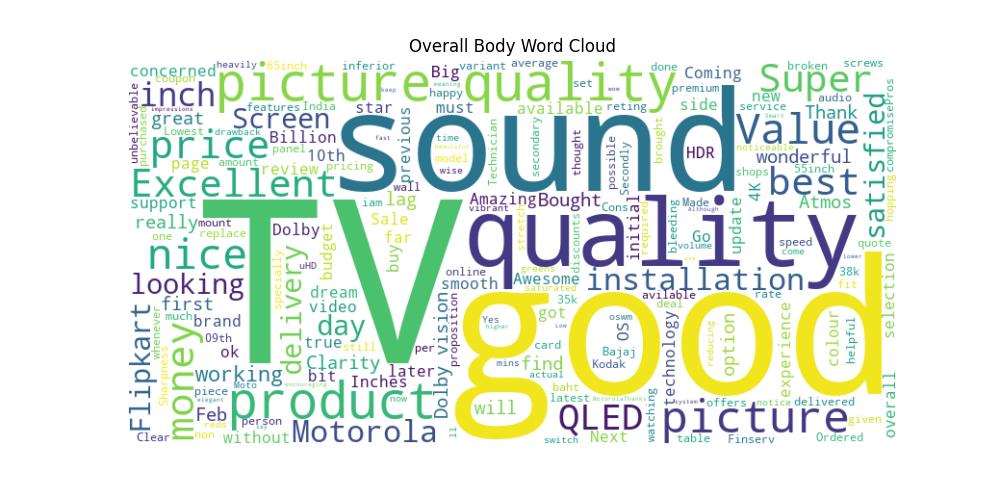 Overall Body Word Cloud
concerned
coupon
heavily
65inch
inferior
variant
average
done
Coming
broken
screws
picture quality
Big
meaning
happy
set
wow
premium
Super
audio
inch
unbelievable
purchased
impressions
keep
features
India
star
must
available
reting
side
new
service
Smart
Thank
compromisePros
great
Lowest
drawback
Screen
Billion
previous
fast
sound
time
beautiful
model
wise
Technician
secondary
thought
possible
Secondly
brought
HDR
Value
noticeable
wonderful
satisfied
hopping
price
panel
10th
page
amount
review
pricing
shops
55inch
best
Excellent
wall
support
iam
lag
Amazing
Bought
Cons
initial
required
bleeding
Made
Although
4K
update
Atmos
really
mount
replace
one
Sale
far
buy
vibrant
stretch
discounts
Go
volume
use
speed
come
quote
lower
nice
Dolby
uHD
specially
budget
TV
quality
online
smooth
Awesome
greens
saturated
installation
38k
fit
looking
delivery
dream
video
35k
avilable
deal
rate
selection
Flipkart
first
brand
whenever
much
Sharpness
09th
day
true
still
per
Dolby vision
proposition
good
Yes
higher
Low
got
card
oswm
OS
Bajaj
Kodak
technology
reducing
option
experience
colour
helpful
money
ok
working
Clarity
bit
Inches
later
mins
actual
find
Moto
encouraging
piece
elegant
Feb
product
now
will
latest
baht
MotorolaThanks
system
offers
notice
delivered
overall
reds
person
say
non
Clear
without
Motorola
11
switch
QLED
Next
watching
picture
table
Finserv
Ordered
given